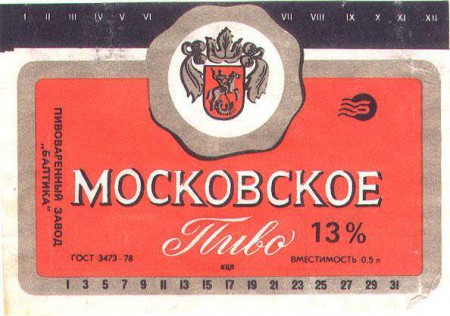 I II III IV V VI VII VIII IX X XI XII
ПИВОВАРЕННЫЙ ЗАВОД
"БАЛТИКА"
МОСКОВСКОЕ
Пиво 13%
ГОСТ 3473-78
КЦЛ
ВМЕСТИМОСТЬ 0,5 л
1 3 5 7 9 11 13 15 17 19 21 23 25 27 29 31